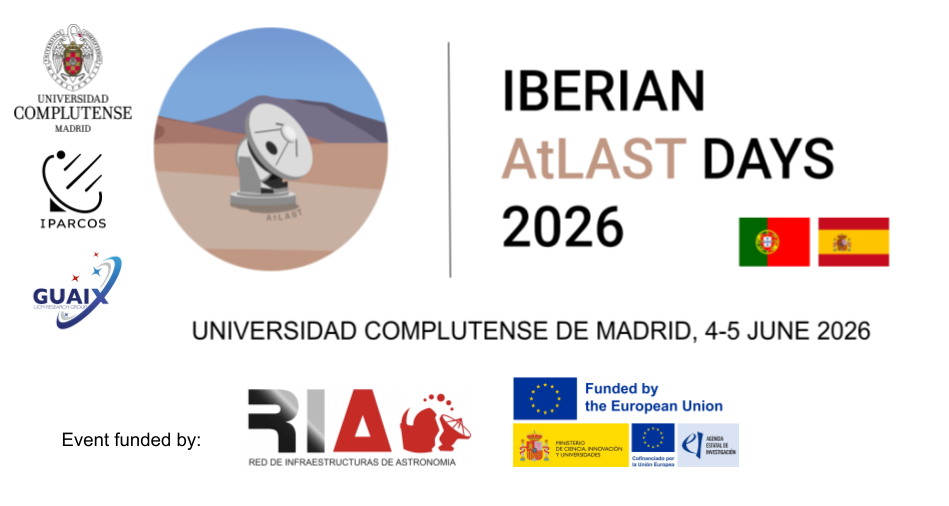 UNIVERSIDAD
COMPLUTENSE
MADRID
IPARCOS
GUAIX
UCM RESEARCH GROUP
AtLAST
IBERIAN
AtLAST DAYS
2026
UNIVERSIDAD COMPLUTENSE DE MADRID, 4-5 JUNE 2026
Event funded by:
RIA
RED DE INFRAESTRUCTURAS DE ASTRONOMIA
Funded by
the European Union
MINISTERIO
DE CIENCIA, INNOVACIÓN
Y UNIVERSIDADES
Cofinanciado por
la Unión Europea
AGENCIA
ESTATAL DE
INVESTIGACIÓN